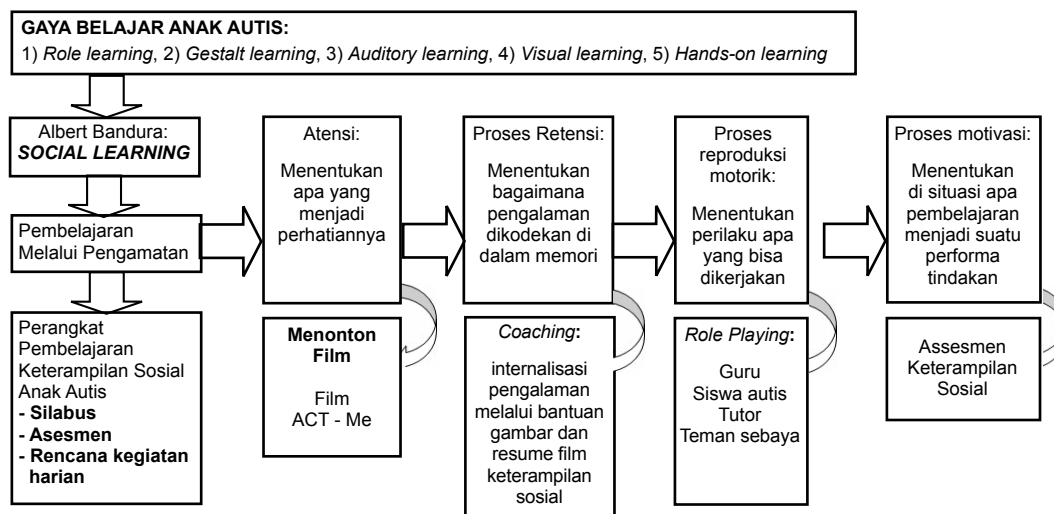 GAYA BELAJAR ANAK AUTIS:
1) Role learning, 2) Gestalt learning, 3) Auditory learning, 4) Visual learning, 5) Hands-on learning
Albert Bandura:
SOCIAL LEARNING
Pembelajaran
Melalui Pengamatan
Perangkat
Pembelajaran
Keterampilan Sosial
Anak Autis
- Silabus
- Asesmen
- Rencana kegiatan
harian
Atensi:
Menentukan
apa yang
menjadi
perhatiannya
Menonton
Film
Film
ACT - Me
Proses Retensi:
Menentukan
bagaimana
pengalaman
dikodekan di
dalam memori
Coaching:
internalisasi
pengalaman
melalui bantuan
gambar dan
resume film
keterampilan
sosial
Proses
reproduksi
motorik:
Menentukan
perilaku apa
yang bisa
dikerjakan
Role Playing:
Guru
Siswa autis
Tutor
Teman sebaya
Proses motivasi:
Menentukan
di situasi apa
pembelajaran
menjadi suatu
performa
tindakan
Assesmen
Keterampilan
Sosial